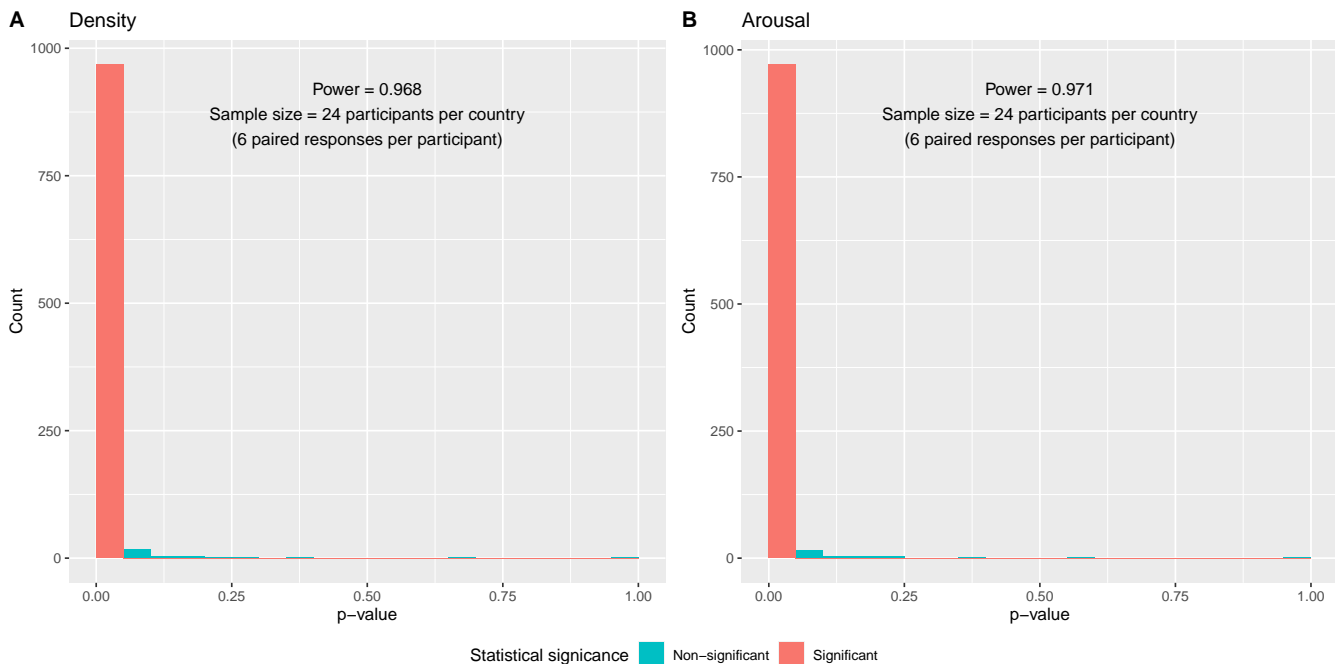 A Density
1000
750
500
250
0
Count
Power = 0.968
Sample size = 24 participants per country
(6 paired responses per participant)
0.00 0.25 0.50 0.75 1.00
p−value
B Arousal
1000
750
500
250
0
Count
Power = 0.971
Sample size = 24 participants per country
(6 paired responses per participant)
0.00 0.25 0.50 0.75 1.00
p−value
Statistical signicance Non−significant Significant